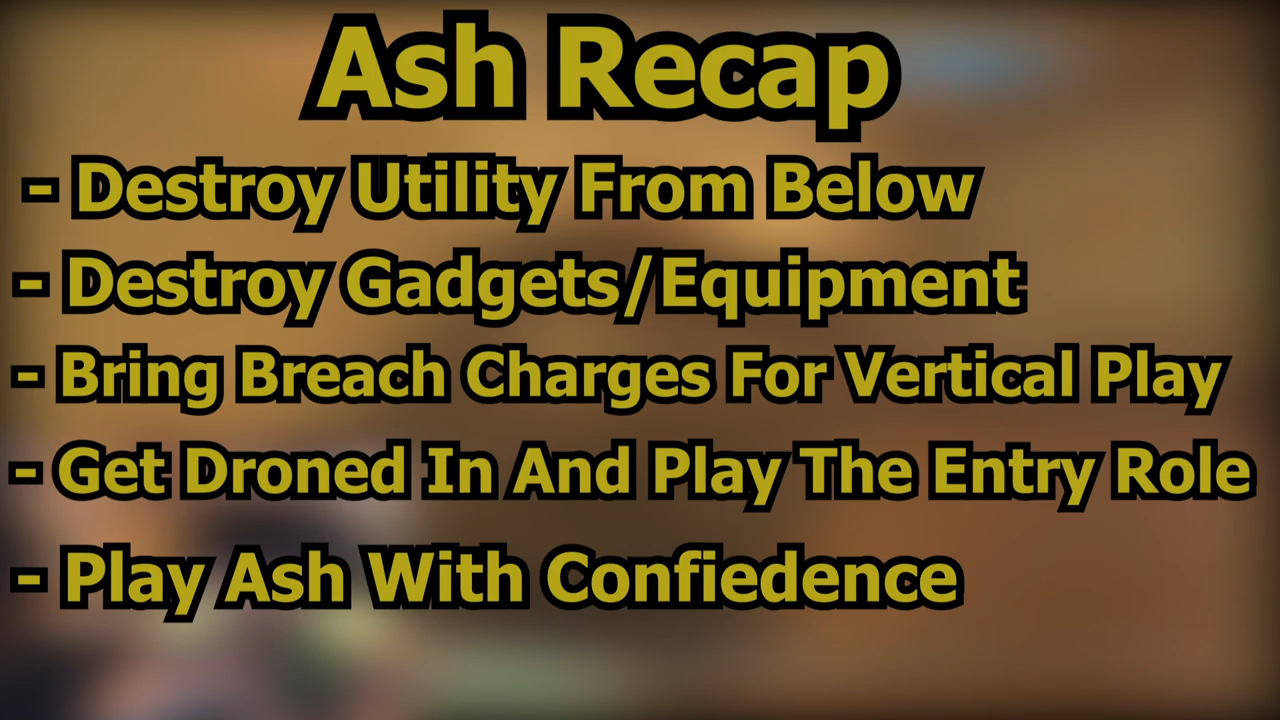 Ash Recap
- Destroy Utility From Below
- Destroy Gadgets/Equipment
- Bring Breach Charges For Vertical Play
- Get Droned In And Play The Entry Role
- Play Ash With Confiedence